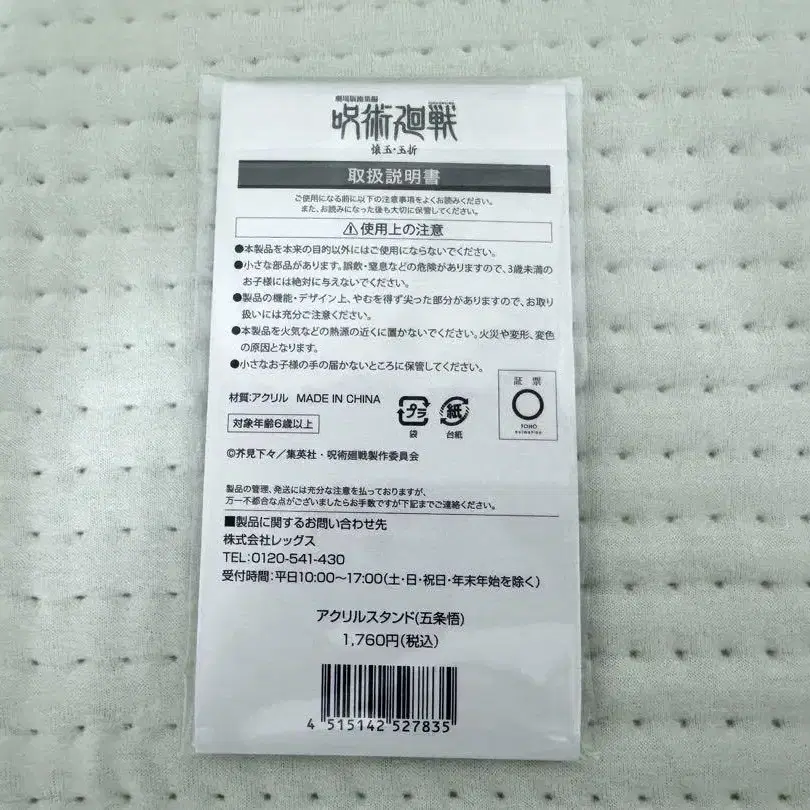 劇場版総集編
呪術廻戦
懐玉・玉折
取扱説明書
ご使用になる前に以下の注意事項をよくお読みください。
また、お読みになった後も大切に保管してください。
⚠使用上の注意
●本製品を本来の目的以外にはご使用にならないでください。
●小さな部品があります。誤飲・窒息などの危険がありますので、3歳未満の
お子様には絶対に与えないでください。
●製品の機能・デザイン上、やむを得ず尖った部分がありますので、お取り
扱いには充分ご注意ください。
●本製品を火気などの熱源の近くに置かないでください。火災や変形、変色
の原因となります。
●小さなお子様の手の届かないところに保管してください。
材質:アクリル MADE IN CHINA
対象年齢6歳以上
プラ
袋
紙
台紙
証票
TOHO
animation
©芥見下々／集英社・呪術廻戦製作委員会
製品の管理、発送には充分な注意を払っておりますが、
万一不都合な点がございましたらお手数ですが下記までご連絡ください。
■製品に関するお問い合わせ先
株式会社レッグス
TEL:0120-541-430
受付時間:平日10:00〜17:00(土・日・祝日・年末年始を除く)
アクリルスタンド(五条悟)
1,760円(税込)
4 515142 527835